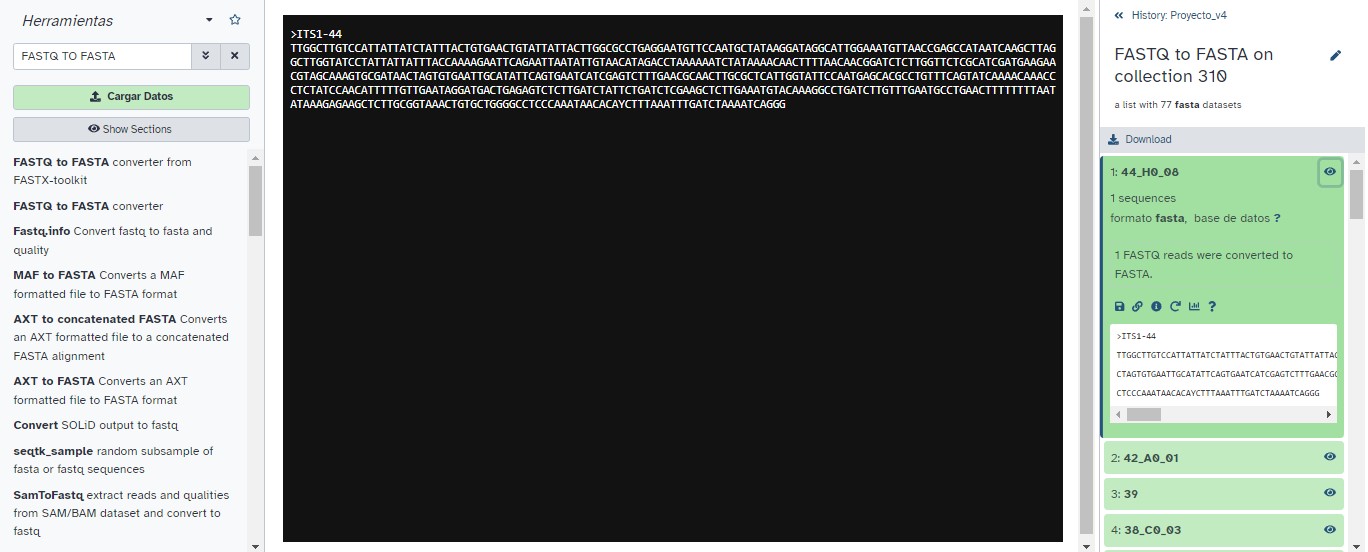 Herramientas
FASTQ TO FASTA
Cargar Datos
Show Sections
FASTQ to FASTA converter from
FASTX-toolkit
FASTQ to FASTA converter
Fastq.info Convert fastq to fasta and
quality
MAF to FASTA Converts a MAF
formatted file to FASTA format
AXT to concatenated FASTA Converts
an AXT formatted file to a concatenated
FASTA alignment
AXT to FASTA Converts an AXT
formatted file to FASTA format
Convert SOLiD output to fastq
seqtk_sample random subsample of
fasta or fastq sequences
SamToFastq extract reads and qualities
from SAM/BAM dataset and convert to
fastq
>ITS1-44
TTGGCTTGTCCATTATTATCTATTTACTGTGAACTGTATTATTACTTGGCGCCTGAGGAATGTTCCAATGCTATAAGGATAGGCATTGGAAATGTTAACCGAGCCATAATCAAGCTTAG
GCTTGGTATCCTATTATTATTTACCAAAAGAATTCAGAATTAATATTGTAACATAGACCTAAAAAATCTATAAAAACAACTTTTAACAACGGATCTCTTGGTTCTCGCATCGATGAAGAA
CGTAGCAAAGTGCGATAACTAGTGTGAATTGCATATTCAGTGAATCATCGAGTCTTTGAACGCAACTTGCGCTCATTGGTATTCCAATGAGCACGCCTGTTTCAGTATCAAAACAAACC
CTCTATCCAACATTTTTGTTGAATAGGATGACTGAGAGTCTCTTGATCTATTCTGATCTCGAAGCTCTTGAAATGTACAAAGGCCTGATCTTGTTTGAATGCCTGAACTTTTTTTTTAAT
ATAAAGAGAAGCTCTTGCGGTAAACTGTGCTGGGGCCTCCCAAATAACACAYCTTTAAATTTGATCTAAAATCAGGG
History: Proyecto_v4
FASTQ to FASTA on
collection 310
a list with 77 fasta datasets
Download
1: 44_H0_08
1 sequences
formato fasta, base de datos ?
1 FASTQ reads were converted to
FASTA.
>ITS1-44
TTGGCTTGTCCATTATTATCTATTTACTGTGAACTGTATTATTAC
CTAGTGTGAATTGCATATTCAGTGAATCATCGAGTCTTTGAACGC
CTCCCAAATAACACAYCTTTAAATTTGATCTAAAATCAGGG
2: 42_A0_01
3: 39
4: 38_C0_03